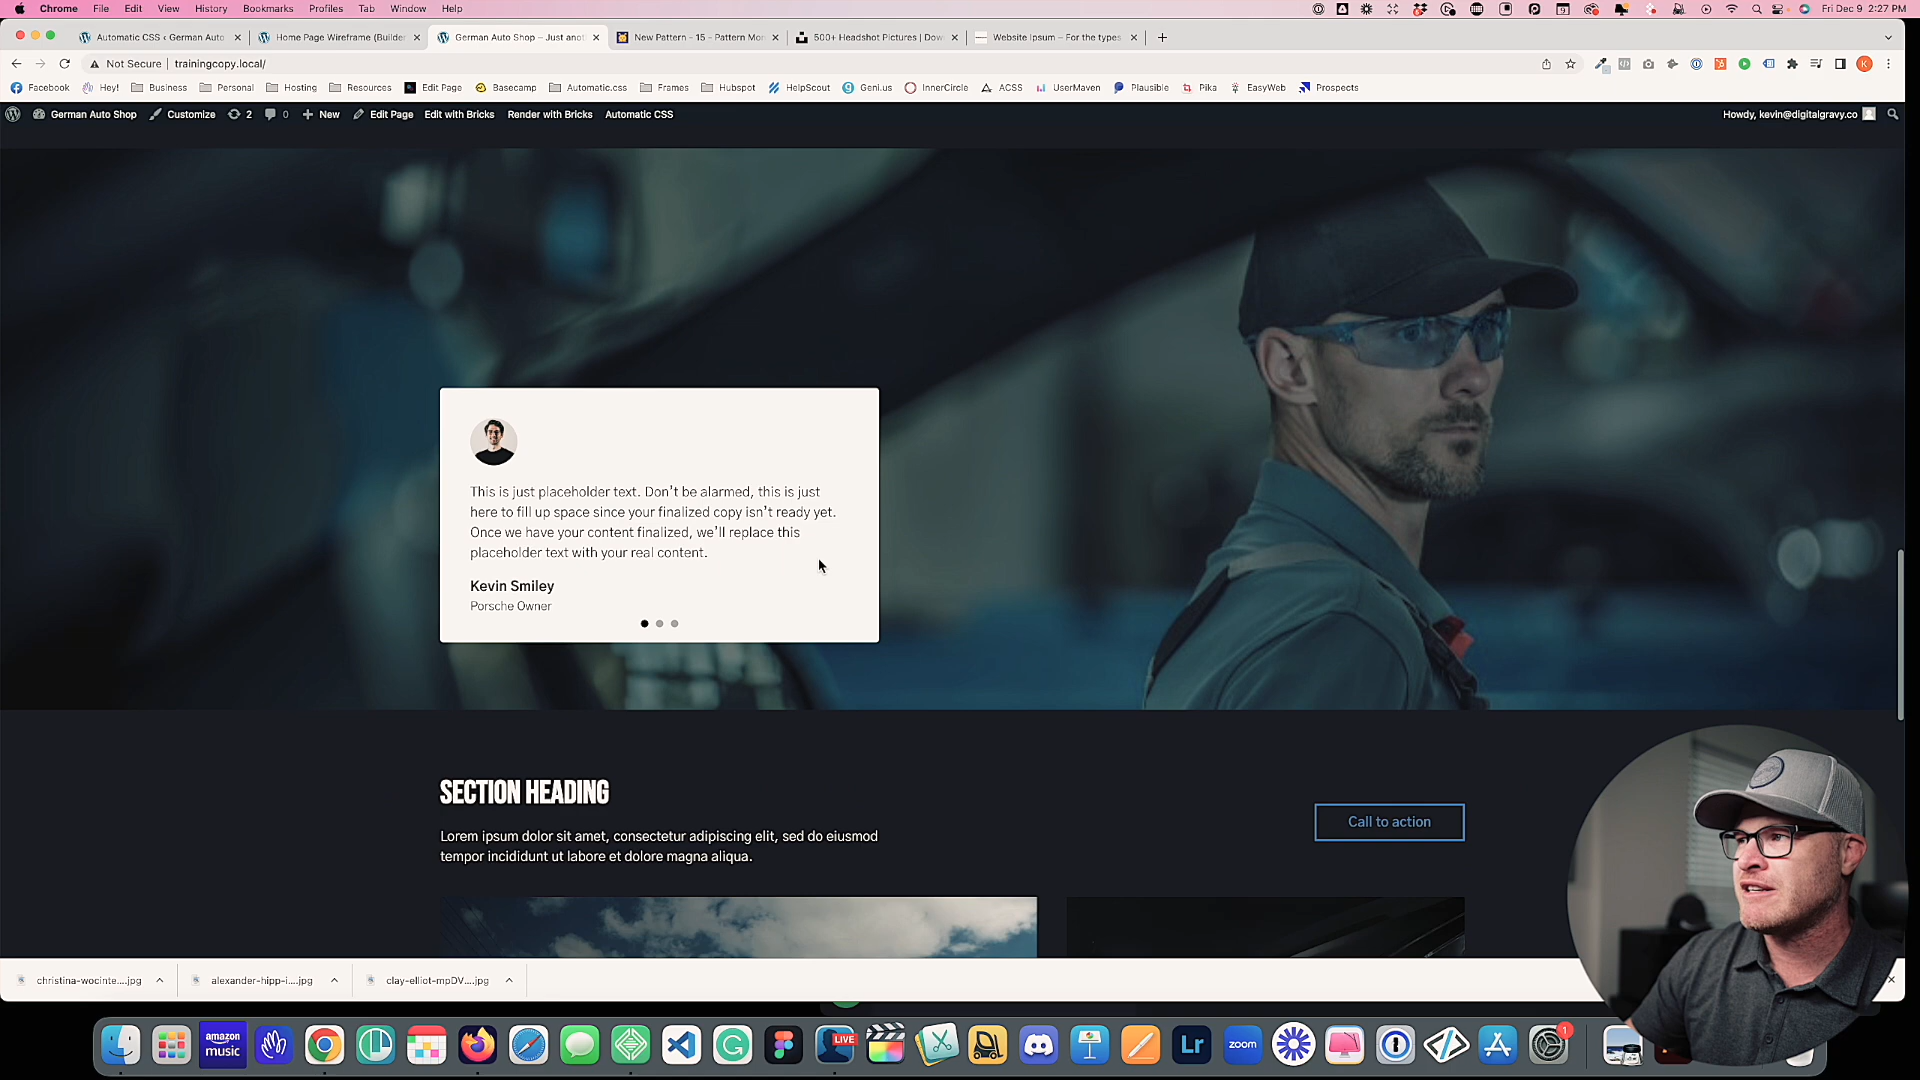 Chrome File Edit View History Bookmarks Profiles Tab Window Help Fri Dec 9 2:27 PM
Automatic CSS ‹ German Auto
Home Page Wireframe (Builder
German Auto Shop – Just anot
New Pattern - 15 - Pattern Mon
500+ Headshot Pictures | Dow
Website Ipsum – For the types
Not Secure trainingcopy.local/
Facebook Hey! Business Personal Hosting Resources Edit Page Basecamp Automatic.css Frames Hubspot HelpScout Geni.us InnerCircle ACSS UserMaven Plausible Pika EasyWeb Prospects
German Auto Shop Customize 2 0 New Edit Page Edit with Bricks Render with Bricks Automatic CSS Howdy, kevin@digitalgravy.co
This is just placeholder text. Don't be alarmed, this is just
here to fill up space since your finalized copy isn't ready yet.
Once we have your content finalized, we'll replace this
placeholder text with your real content.
Kevin Smiley
Porsche Owner
SECTION HEADING
Lorem ipsum dolor sit amet, consectetur adipiscing elit, sed do eiusmod
tempor incididunt ut labore et dolore magna aliqua.
Call to action
christina-wocinte....jpg
alexander-hipp-i....jpg
clay-elliot-mpDV....jpg
amazon
music
LIVE
Lr
zoom
1